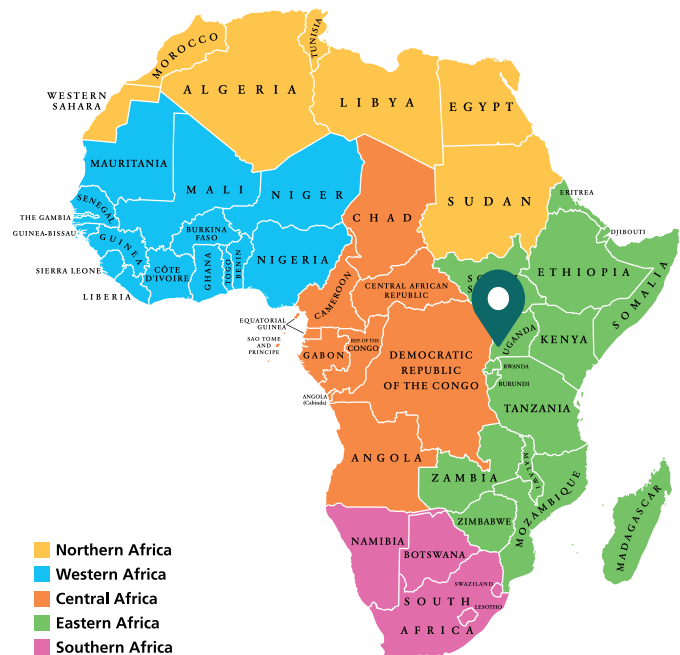 TUNISIA
MOROCCO
ALGERIA
LIBYA
EGYPT
WESTERN
SAHARA
MAURITANIA
MALI
NIGER
CHAD
SUDAN
ERITREA
SENEGAL
THE GAMBIA
GUINEA-BISSAU
GUINEA
BURKINA
FASO
DJIBOUTI
SIERRA LEONE
CÔTE
D'IVOIRE
GHANA
TOGO
BENIN
NIGERIA
ETHIOPIA
SOMALIA
LIBERIA
CAMEROON
CENTRAL AFRICAN
REPUBLIC
EQUATORIAL
GUINEA
SAO TOME
AND
PRINCIPE
GABON
REP OF THE
CONGO
DEMOCRATIC
REPUBLIC
OF THE CONGO
UGANDA
KENYA
RWANDA
BURUNDI
ANGOLA
(Cabinda)
TANZANIA
ANGOLA
ZAMBIA
MALAWI
MOZAMBIQUE
MADAGASCAR
ZIMBABWE
NAMIBIA
BOTSWANA
SWAZILAND
LESOTHO
SOUTH
AFRICA
Northern Africa
Western Africa
Central Africa
Eastern Africa
Southern Africa